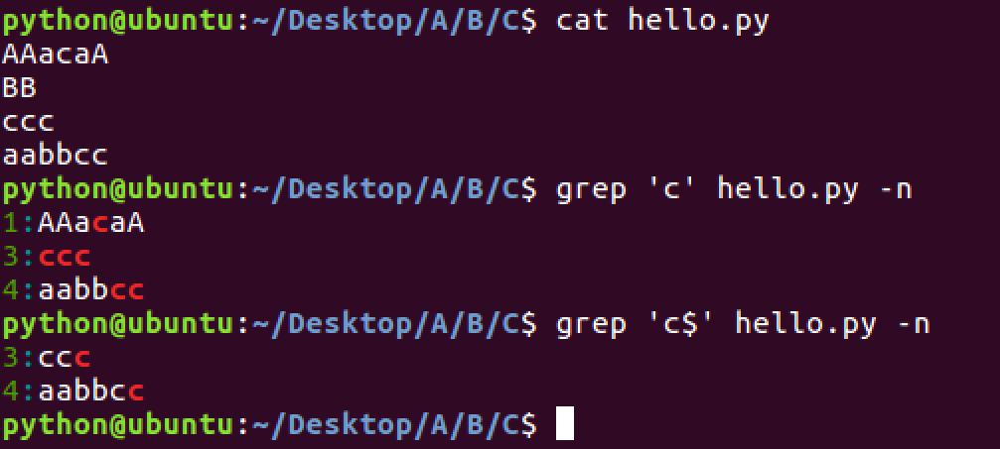 python@ubuntu:~/Desktop/A/B/C$ cat hello.py
AAacaA
BB
ccc
aabbcc
python@ubuntu:~/Desktop/A/B/C$ grep 'c' hello.py -n
1:AAacaA
3:ccc
4:aabbcc
python@ubuntu:~/Desktop/A/B/C$ grep 'c$' hello.py -n
3:ccc
4:aabbcc
python@ubuntu:~/Desktop/A/B/C$